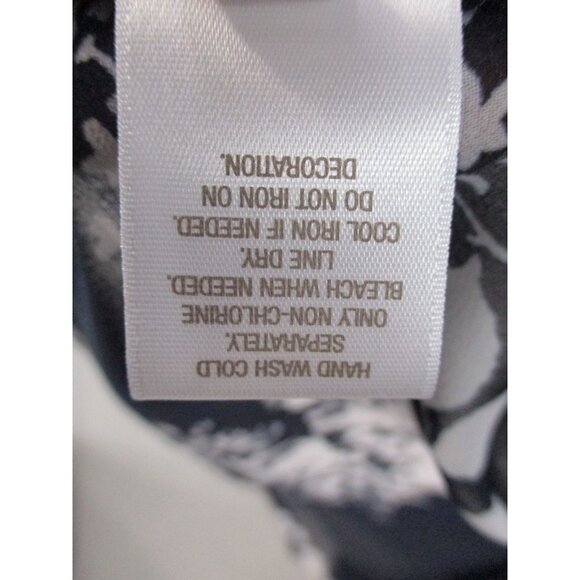 HAND WASH COLD
SEPARATELY.
ONLY NON-CHLORINE
BLEACH WHEN NEEDED.
LINE DRY.
COOL IRON IF NEEDED.
DO NOT IRON ON
DECORATION.